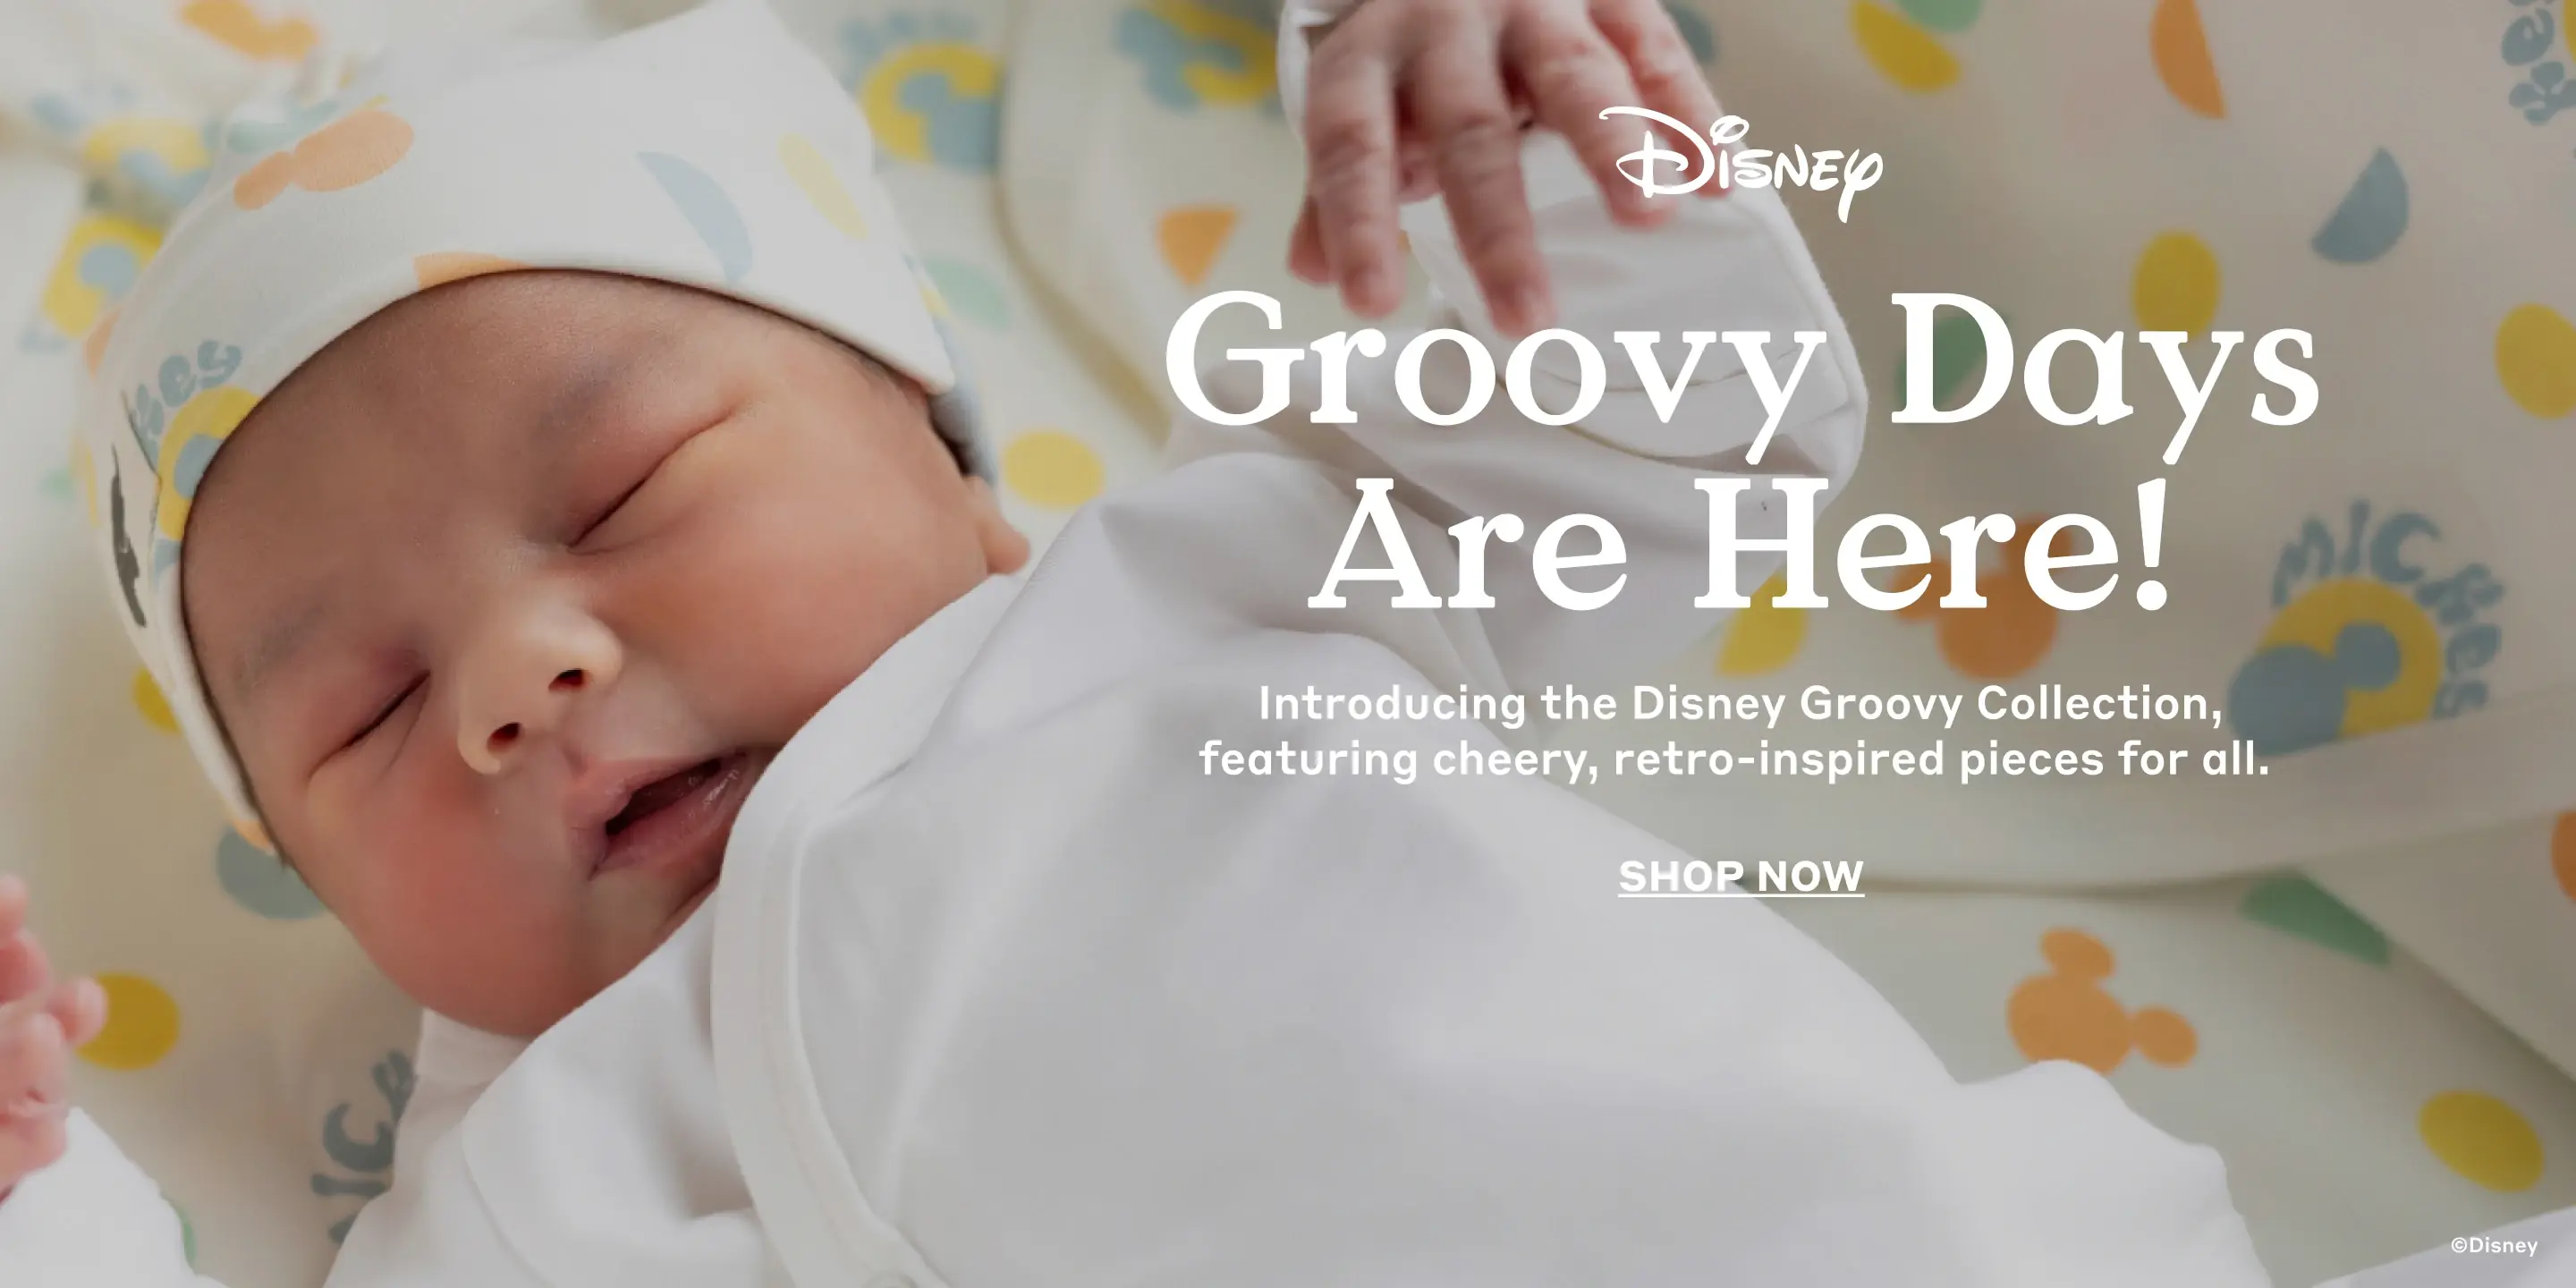 Disney
Groovy Days
Are Here!
Introducing the Disney Groovy Collection,
featuring cheery, retro-inspired pieces for all.
SHOP NOW
MICKEY
©Disney